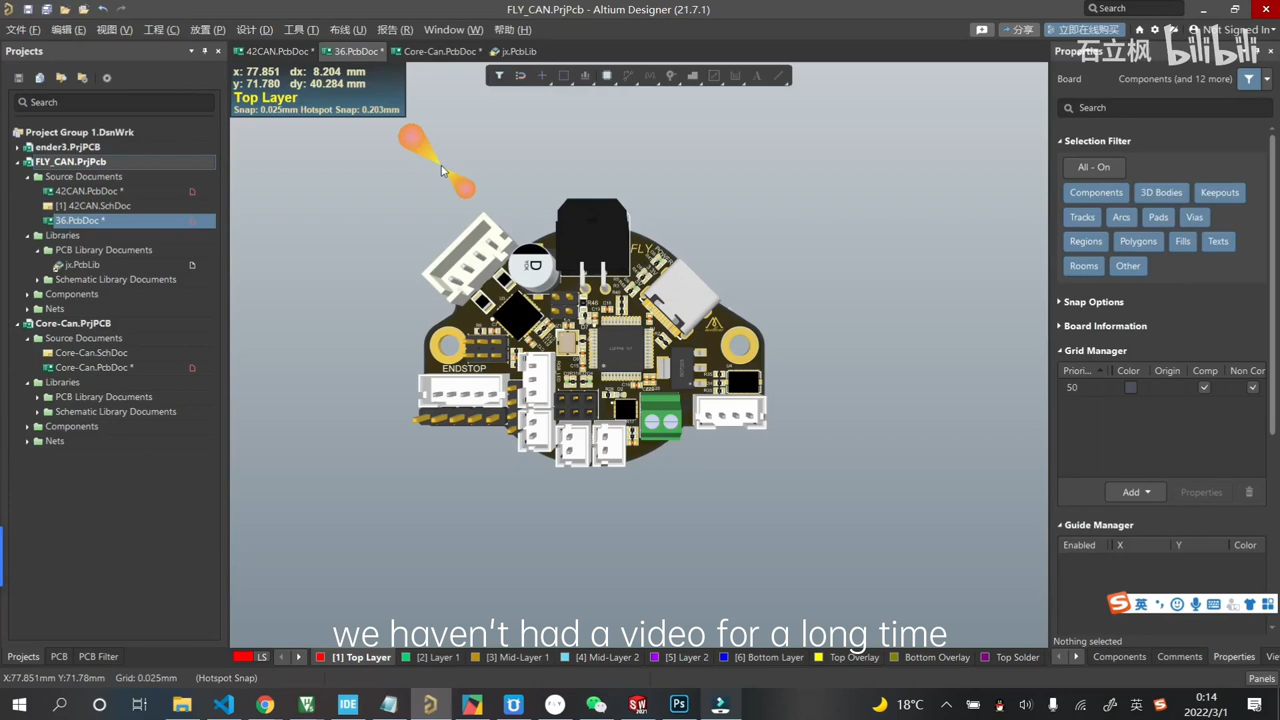 FLY_CAN.PrjPcb - Altium Designer (21.7.1)
Search
文件 (F)
编辑 (E)
视图 (V)
工程 (C)
放置 (P)
设计 (D)
工具 (T)
布线 (U)
报告 (R)
Window (W)
帮助 (H)
分享
立即在线购买
Not Signed In
石立枫 bilibili
Projects
42CAN.PcbDoc *
36.PcbDoc *
Core-Can.PcbDoc *
jx.PcbLib
Properties
x: 77.851 dx: 8.204 mm
y: 71.780 dy: 40.284 mm
Top Layer
Snap: 0.025mm Hotspot Snap: 0.203mm
Board
Components (and 12 more)
Search
Search
Project Group 1.DsnWrk
ender3.PrjPCB
FLY_CAN.PrjPcb
Source Documents
42CAN.PcbDoc *
[1] 42CAN.SchDoc
36.PcbDoc *
Libraries
PCB Library Documents
jx.PcbLib
Schematic Library Documents
Components
Nets
Core-Can.PrjPCB
Source Documents
Core-Can.SchDoc
Core-Can.PcbDoc *
Libraries
PCB Library Documents
Schematic Library Documents
Components
Nets
FLY
D
R46
ENDSTOP
Selection Filter
All - On
Components
3D Bodies
Keepouts
Tracks
Arcs
Pads
Vias
Regions
Polygons
Fills
Texts
Rooms
Other
Snap Options
Board Information
Grid Manager
Priori...
Color
Origin
Comp
Non Cor
50
Add
Properties
Guide Manager
Enabled
X
Y
Color
英
Nothing selected
we haven't had a video for a long time
Projects
PCB
PCB Filter
LS
[1] Top Layer
[2] Layer 1
[3] Mid-Layer 1
[4] Mid-Layer 2
[5] Layer 2
[6] Bottom Layer
Top Overlay
Bottom Overlay
Top Solder
Components
Comments
Properties
X:77.851mm Y:71.78mm Grid: 0.025mm (Hotspot Snap)
Panels
18°C
英
0:14
2022/3/1